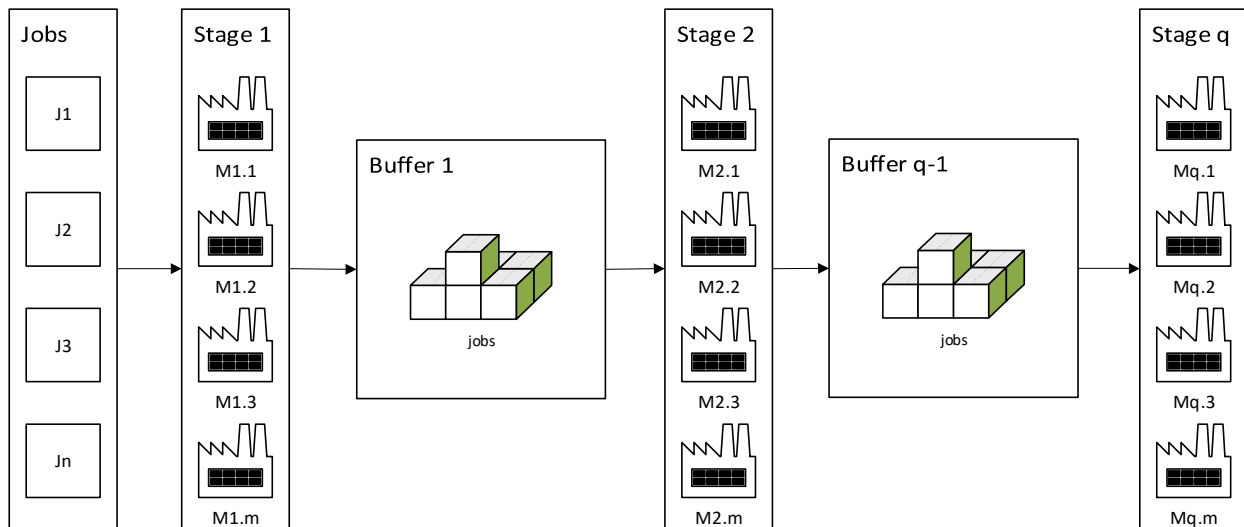 Jobs
J1
J2
J3
Jn
Stage 1
M1.1
M1.2
M1.3
M1.m
Buffer 1
jobs
Stage 2
M2.1
M2.2
M2.3
M2.m
Buffer q-1
jobs
Stage q
Mq.1
Mq.2
Mq.3
Mq.m